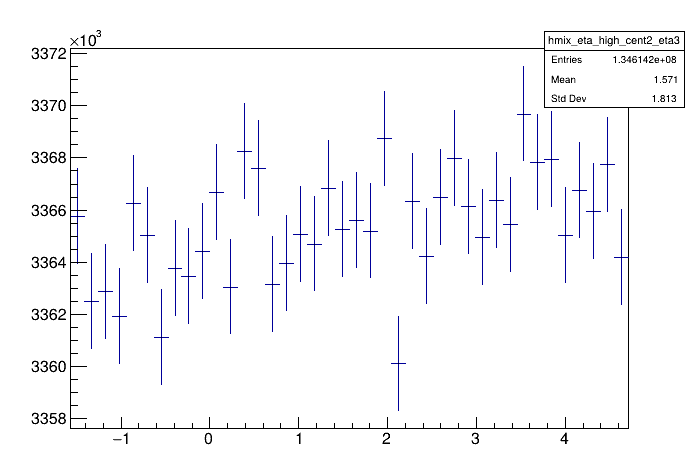 ×10³
hmix_eta_high_cent2_eta3
Entries 1.346142e+08
Mean 1.571
Std Dev 1.813
3372
3370
3368
3366
3364
3362
3360
3358
−1 0 1 2 3 4